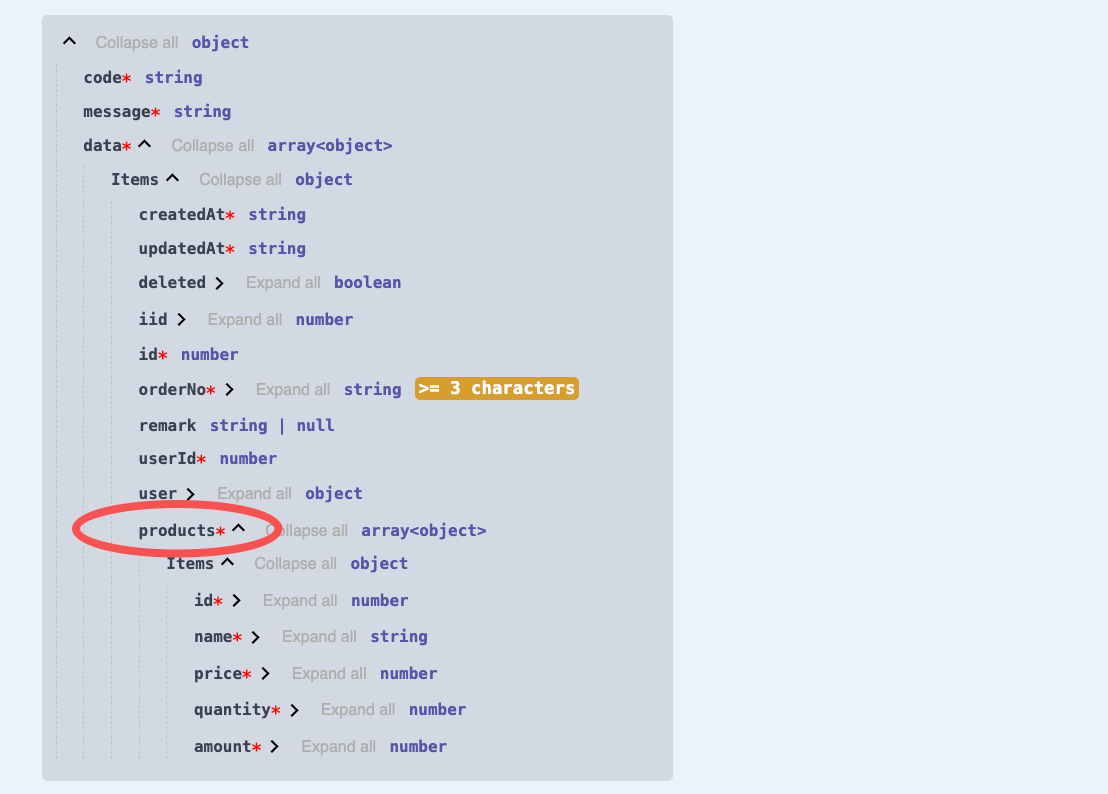 Collapse all object
code* string
message* string
data* Collapse all array<object>
Items Collapse all object
createdAt* string
updatedAt* string
deleted Expand all boolean
iid Expand all number
id* number
orderNo* Expand all string >= 3 characters
remark string | null
userId* number
user Expand all object
products* Collapse all array<object>
Items Collapse all object
id* Expand all number
name* Expand all string
price* Expand all number
quantity* Expand all number
amount* Expand all number